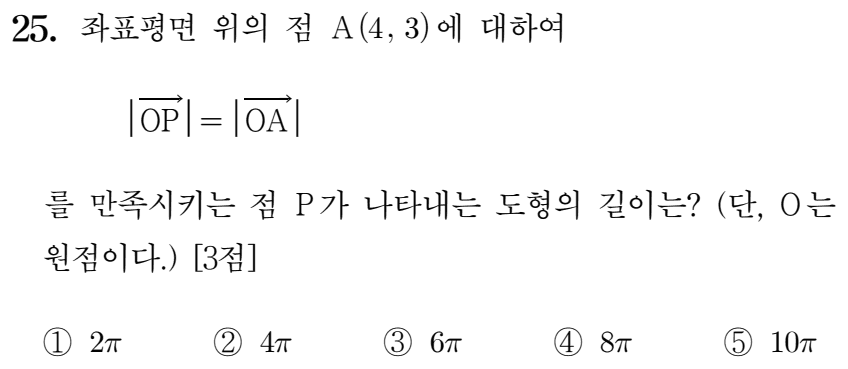 25. 좌표평면 위의 점 A(4, 3)에 대하여
|$\overrightarrow{OP}$| = |$\overrightarrow{OA}$|
를 만족시키는 점 P가 나타내는 도형의 길이는? (단, O는
원점이다.) [3점]
① 2π ② 4π ③ 6π ④ 8π ⑤ 10π